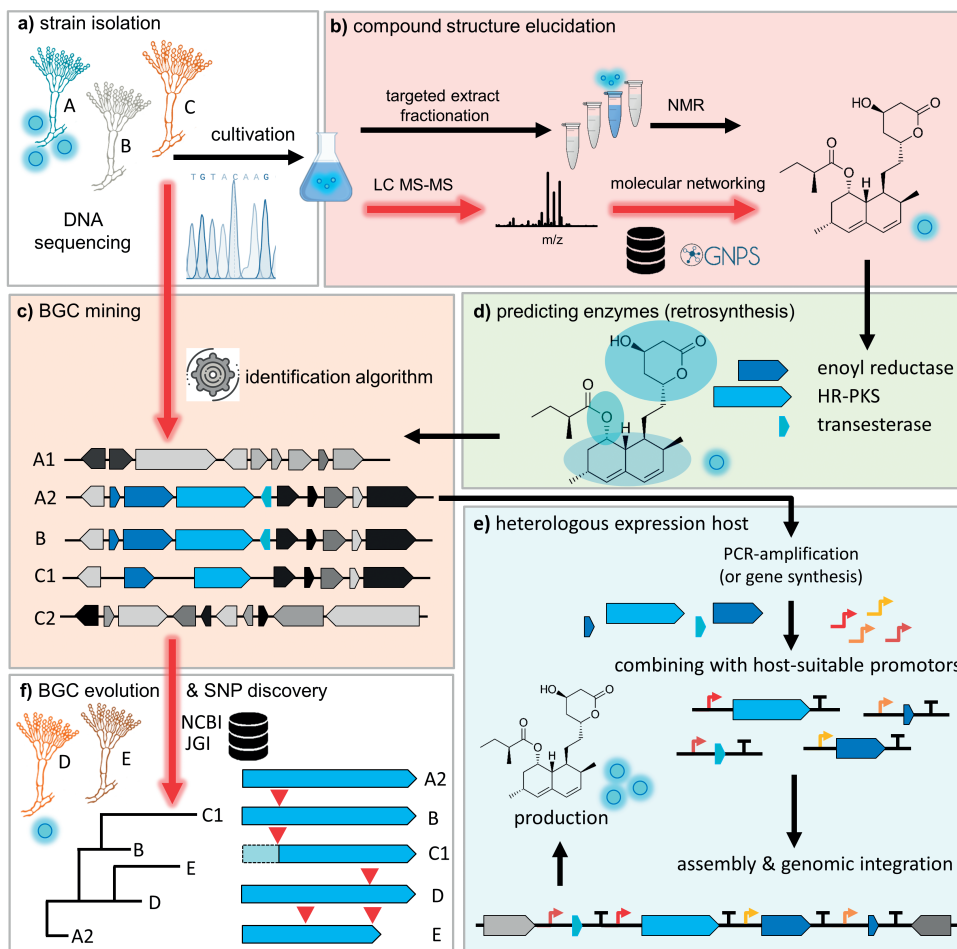 a) strain isolation
A
B
C
cultivation
TGTACAAG
DNA
sequencing
b) compound structure elucidation
targeted extract
fractionation
NMR
LC MS-MS
m/z
molecular networking
GNPS
HO
O
O
O
O
H
c) BGC mining
identification algorithm
A1
A2
B
C1
C2
d) predicting enzymes (retrosynthesis)
HO
O
O
O
O
H
enoyl reductase
HR-PKS
transesterase
e) heterologous expression host
PCR-amplification
(or gene synthesis)
combining with host-suitable promotors
HO
O
O
O
O
H
production
assembly & genomic integration
f) BGC evolution & SNP discovery
NCBI
JGI
D
E
C1
B
E
D
A2
A2
B
C1
D
E